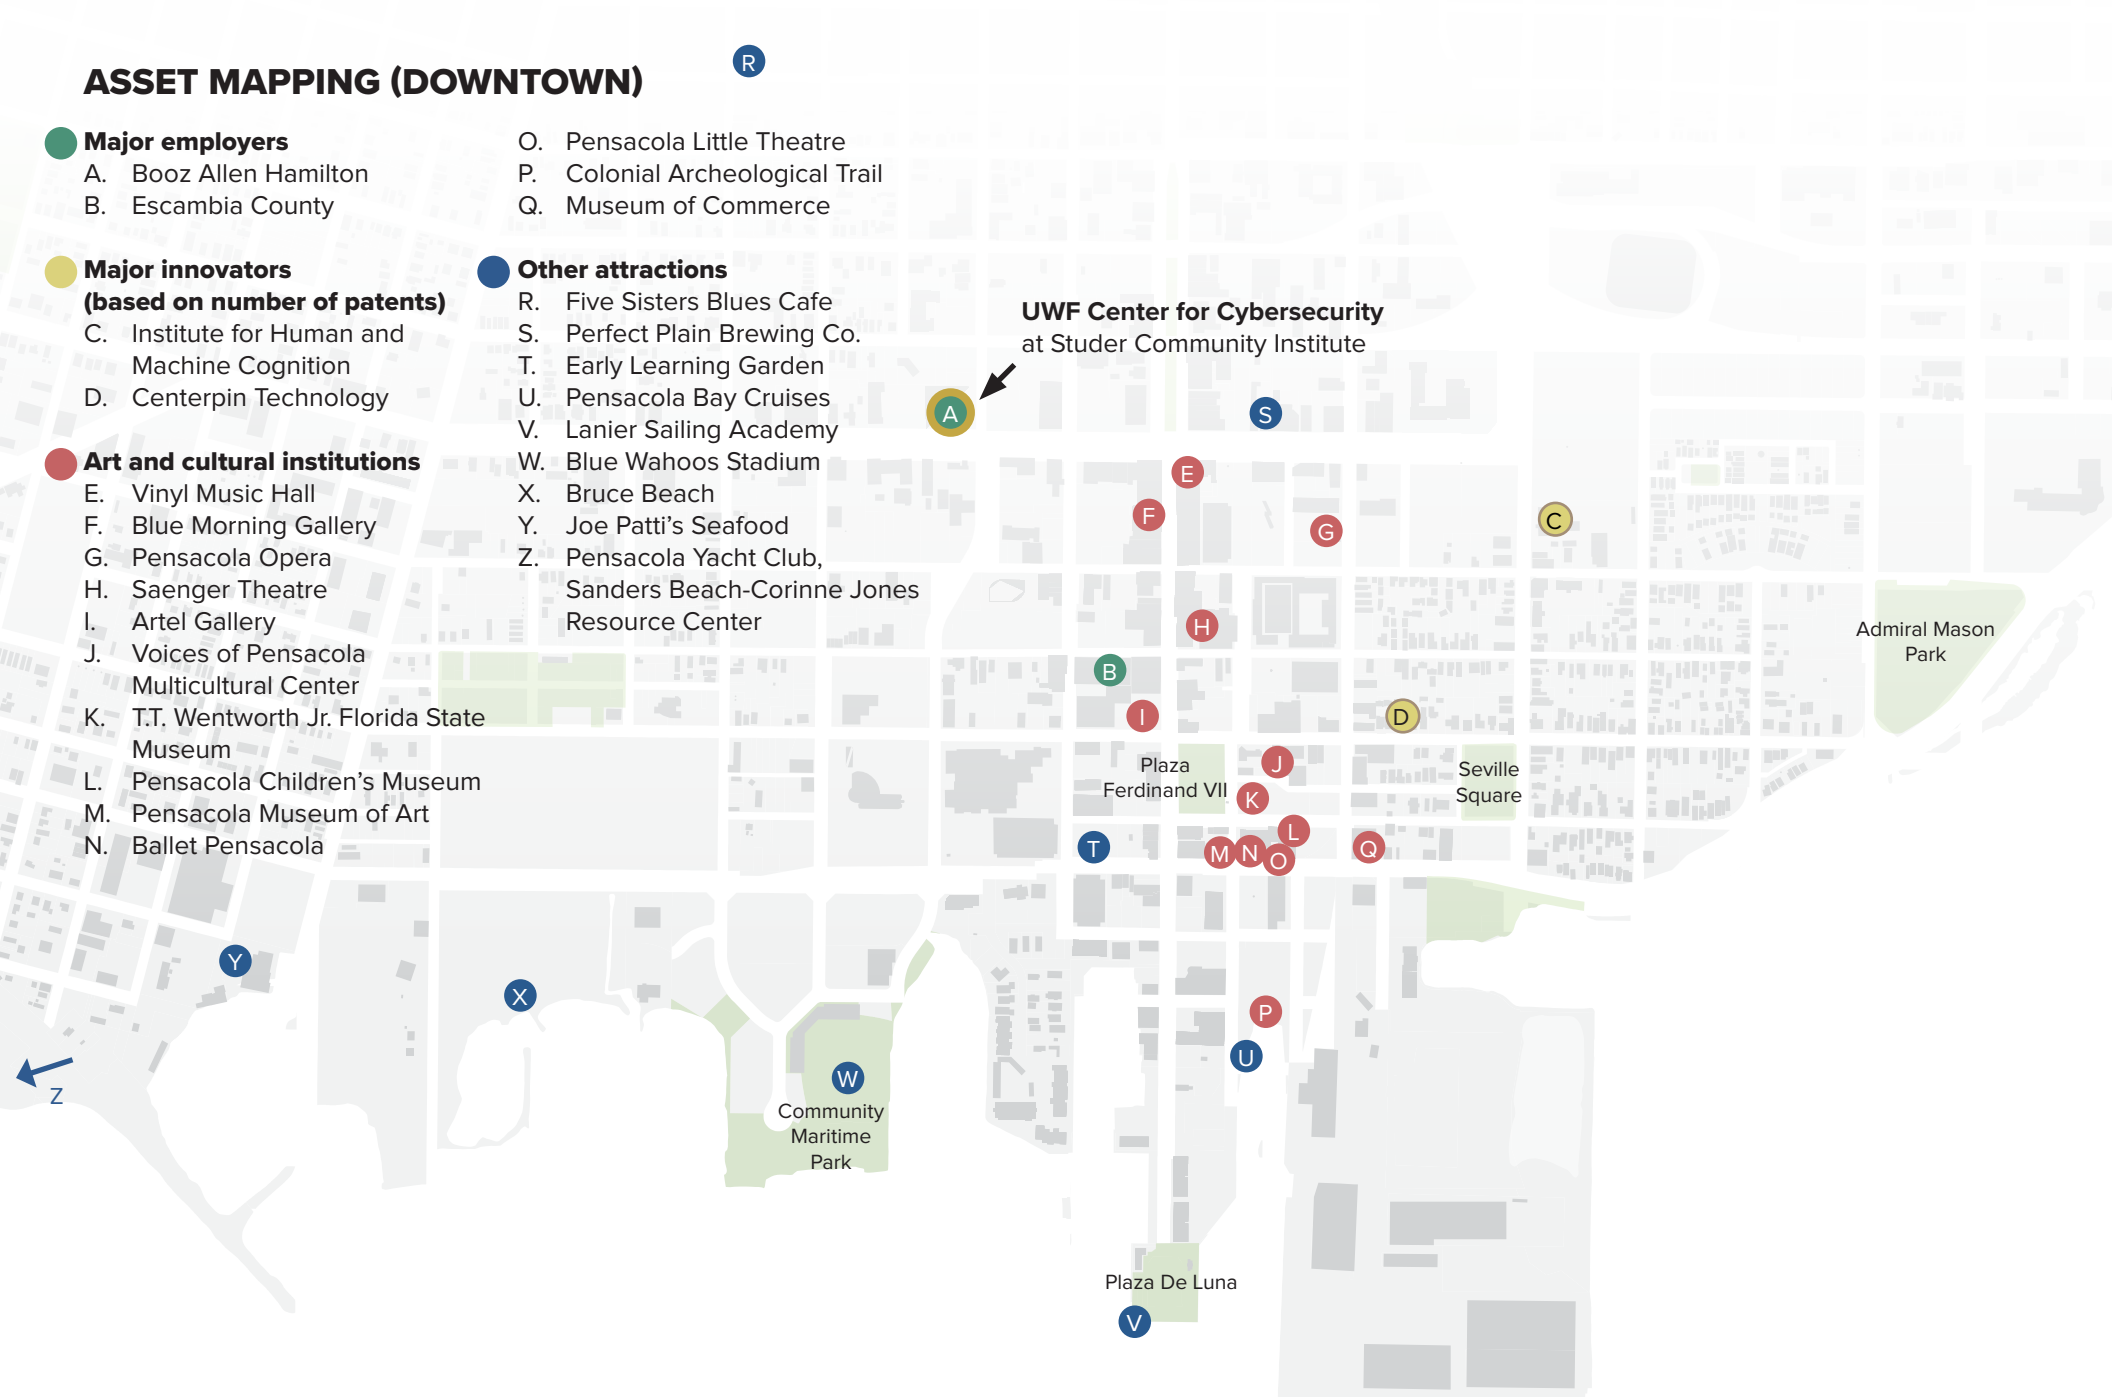 ASSET MAPPING (DOWNTOWN)
Major employers
A. Booz Allen Hamilton
B. Escambia County
Major innovators
(based on number of patents)
C. Institute for Human and
Machine Cognition
D. Centerpin Technology
Art and cultural institutions
E. Vinyl Music Hall
F. Blue Morning Gallery
G. Pensacola Opera
H. Saenger Theatre
I. Artel Gallery
J. Voices of Pensacola
Multicultural Center
K. T.T. Wentworth Jr. Florida State
Museum
L. Pensacola Children’s Museum
M. Pensacola Museum of Art
N. Ballet Pensacola
O. Pensacola Little Theatre
P. Colonial Archeological Trail
Q. Museum of Commerce
Other attractions
R. Five Sisters Blues Cafe
S. Perfect Plain Brewing Co.
T. Early Learning Garden
U. Pensacola Bay Cruises
V. Lanier Sailing Academy
W. Blue Wahoos Stadium
X. Bruce Beach
Y. Joe Patti’s Seafood
Z. Pensacola Yacht Club,
Sanders Beach-Corinne Jones
Resource Center
R
UWF Center for Cybersecurity
at Studer Community Institute
A
S
E
F
G
C
H
Admiral Mason
Park
B
I
D
Plaza
Ferdinand VII
J
K
Seville
Square
L
T
M
N
O
Q
Y
X
P
U
W
Z
Community
Maritime
Park
Plaza De Luna
V